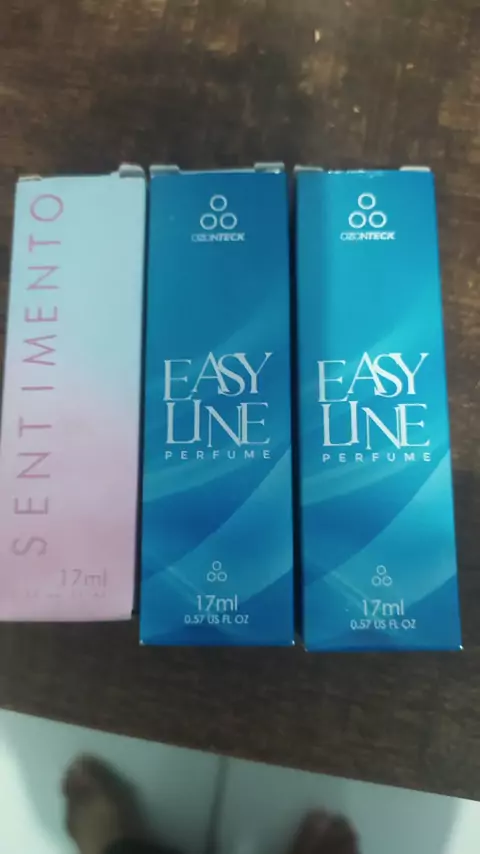 SENTIMENTO
17ml
OZONTECK
EASY
LINE
PERFUME
17ml
0.57 US FL OZ
OZONTECK
EASY
LINE
PERFUME
17ml
0.57 US FL OZ